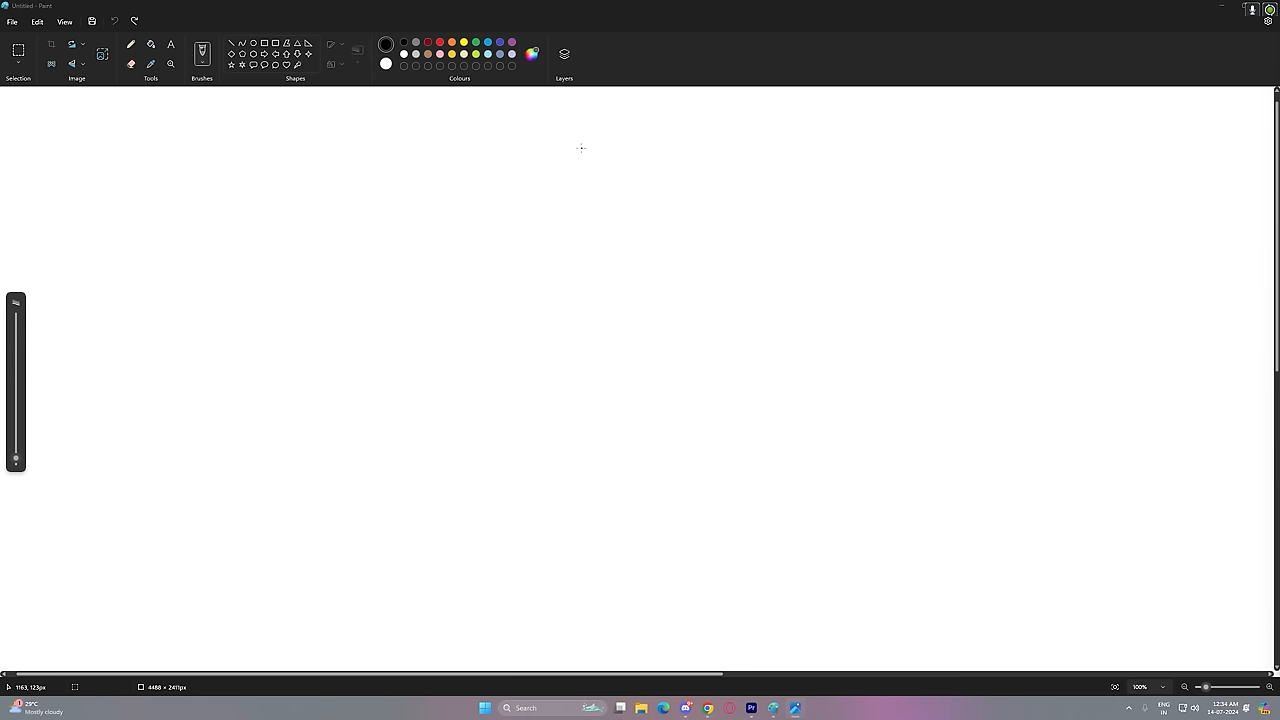 Untitled - Paint
File Edit View
Selection Image Tools Brushes Shapes Colours Layers
1163, 123px 4488 × 2411px 100%
29°C
Mostly cloudy
Search
ENG
IN
12:34 AM
14-07-2024